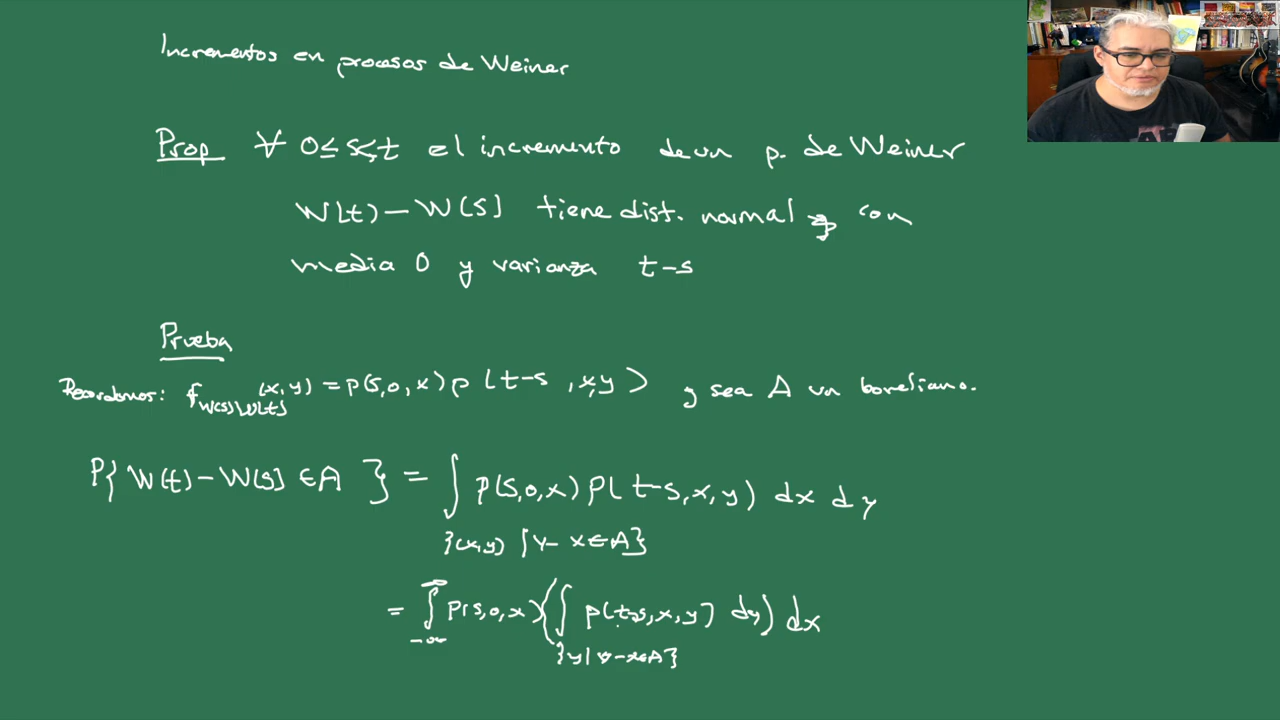 Incrementos en procesos de Weiner
Prop ∀ 0≤s<t el incremento de un p. de Weiner
W(t)-W(s) tiene dist. normal con
media 0 y varianza t-s
Prueba
Recordemos: f_{W(s)W(t)}(x,y) = p(s,0,x) p(t-s,x,y) y sea A un boreliano.
P{W(t)-W(s) ∈ A} = ∫ p(s,0,x) p(t-s,x,y) dx dy
{(x,y) | y-x ∈ A}
= ∫_{-∞}^{∞} p(s,0,x) (∫ p(t-s,x,y) dy) dx
{y | y-x ∈ A}